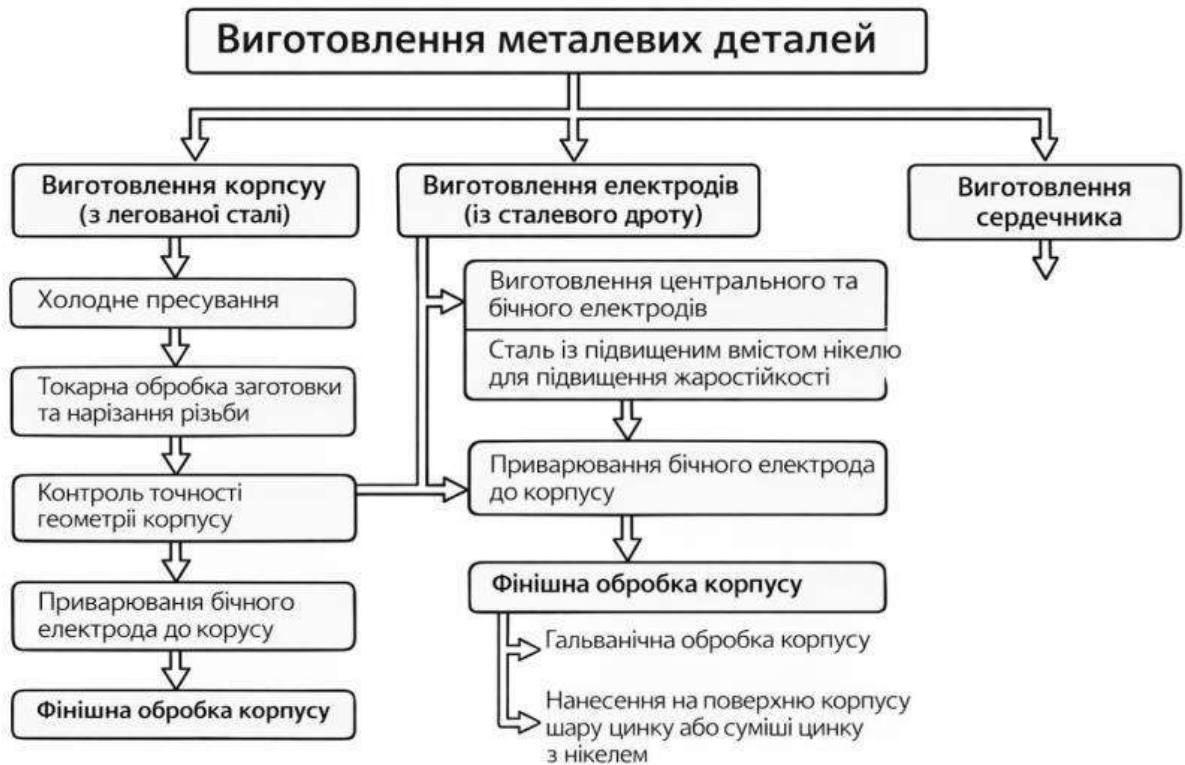 Виготовлення металевих деталей
Виготовлення корпсуу
(з легованої сталі)
Холодне пресування
Токарна обробка заготовки
та нарізання різьби
Контроль точності
геометрії корпусу
Приварювання бічного
електрода до корусу
Фінішна обробка корпусу
Виготовлення електродів
(із сталевого дроту)
Виготовлення центрального та
бічного електродів
Сталь із підвищеним вмістом нікелю
для підвищення жаростійкості
Приварювання бічного електрода
до корпусу
Фінішна обробка корпусу
Гальванічна обробка корпусу
Нанесення на поверхню корпусу
шару цинку або суміші цинку
з нікелем
Виготовлення
сердечника